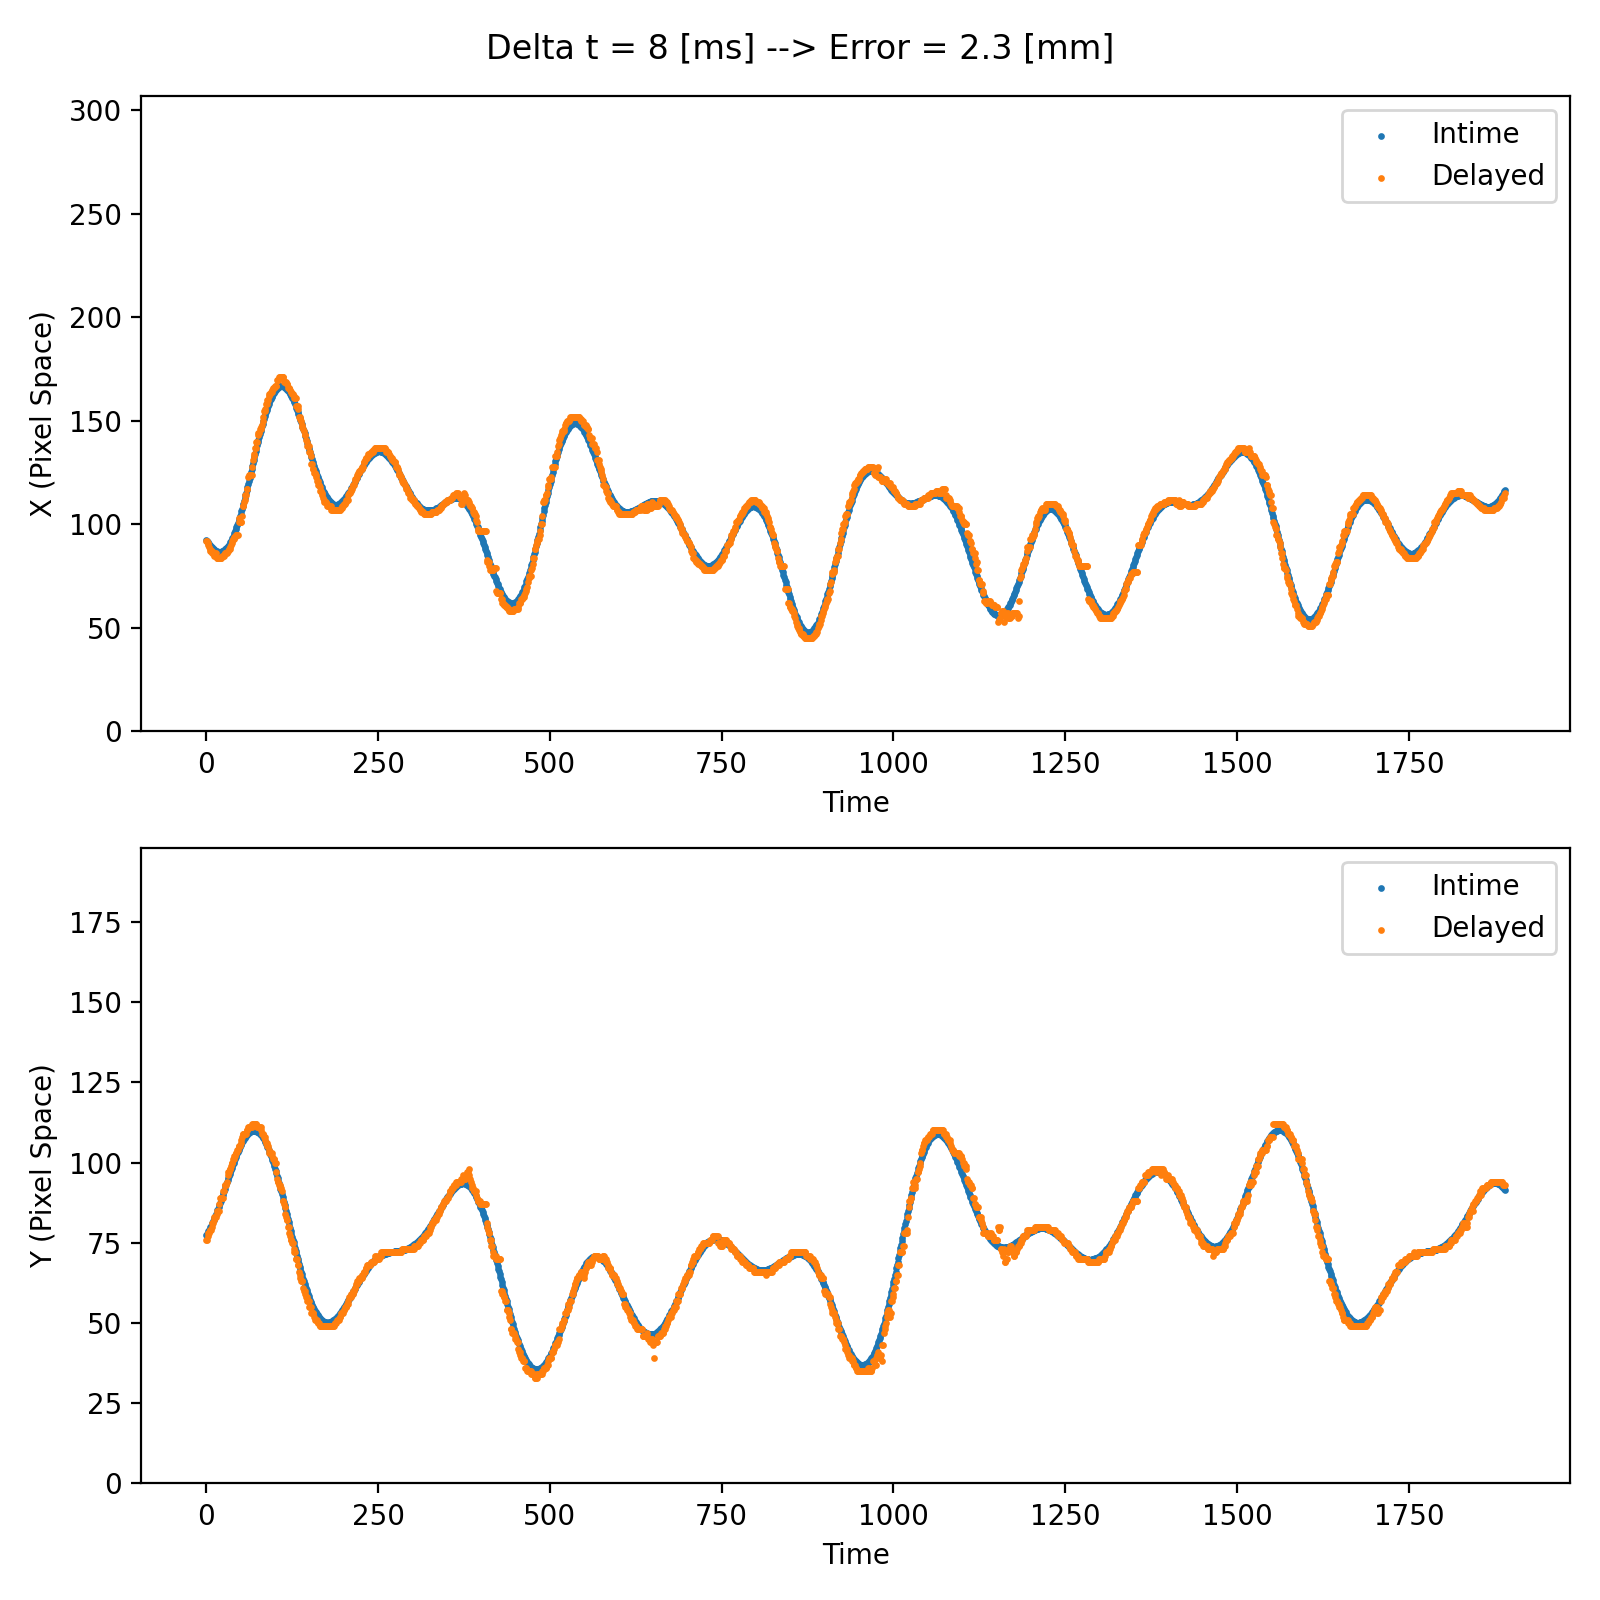 Delta t = 8 [ms] --> Error = 2.3 [mm]
300
250
200
150
100
50
0
X (Pixel Space)
Intime
Delayed
0 250 500 750 1000 1250 1500 1750
Time
175
150
125
100
75
50
25
0
Y (Pixel Space)
Intime
Delayed
0 250 500 750 1000 1250 1500 1750
Time